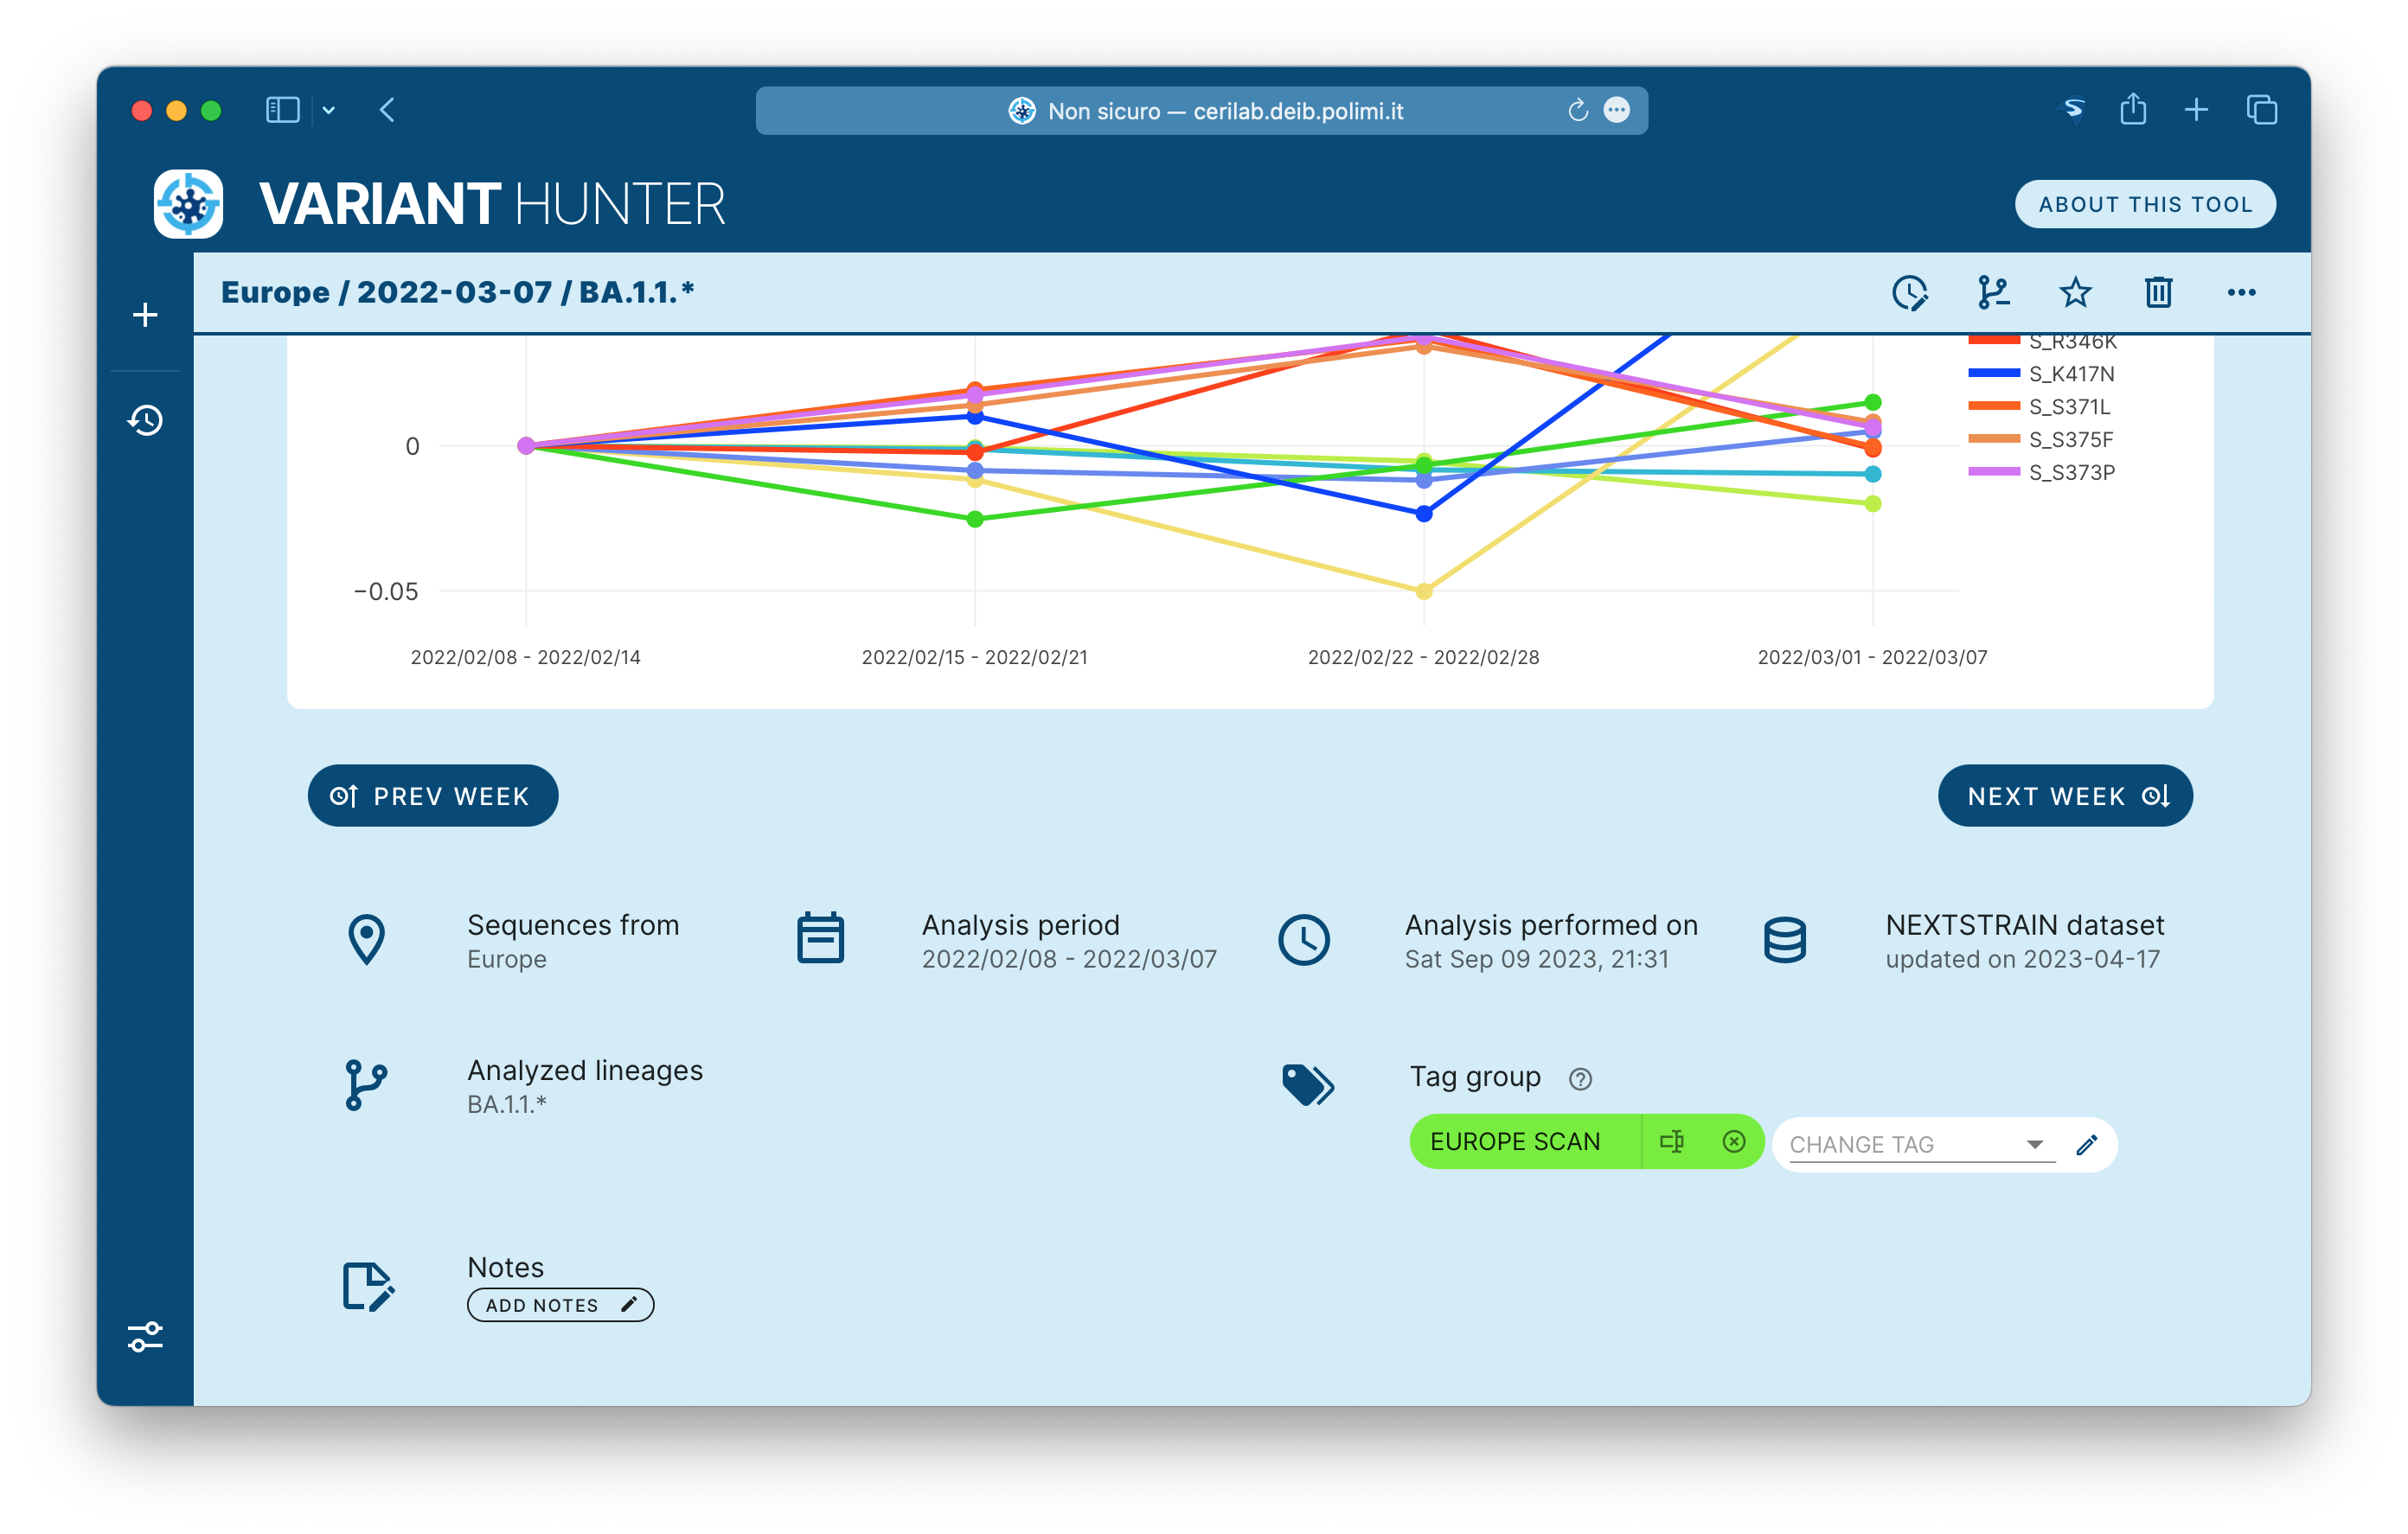 Non sicuro — cerilab.deib.polimi.it
VARIANT HUNTER
ABOUT THIS TOOL
Europe / 2022-03-07 / BA.1.1.*
S_R346K
S_K417N
S_S371L
S_S375F
S_S373P
0
−0.05
2022/02/08 - 2022/02/14
2022/02/15 - 2022/02/21
2022/02/22 - 2022/02/28
2022/03/01 - 2022/03/07
PREV WEEK
NEXT WEEK
Sequences from
Europe
Analysis period
2022/02/08 - 2022/03/07
Analysis performed on
Sat Sep 09 2023, 21:31
NEXTSTRAIN dataset
updated on 2023-04-17
Analyzed lineages
BA.1.1.*
Tag group
EUROPE SCAN
CHANGE TAG
Notes
ADD NOTES